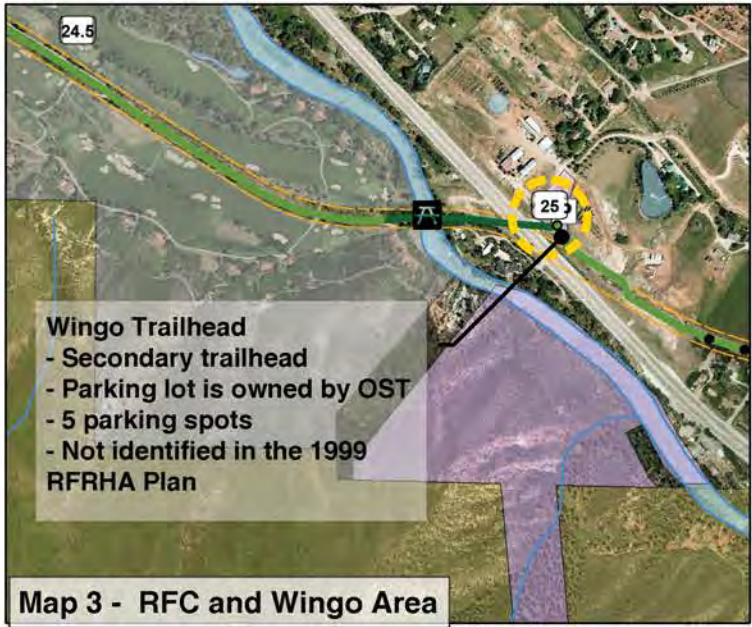 24.5
25
Wingo Trailhead
- Secondary trailhead
- Parking lot is owned by OST
- 5 parking spots
- Not identified in the 1999
RFRHA Plan
Map 3 - RFC and Wingo Area